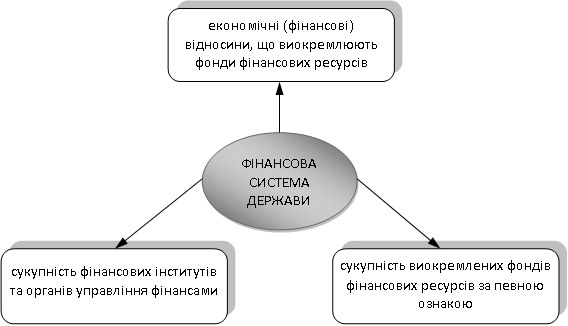 економічні (фінансові)
відносини, що виокремлюють
фонди фінансових ресурсів
ФІНАНСОВА
СИСТЕМА
ДЕРЖАВИ
сукупність фінансових інститутів
та органів управління фінансами
сукупність виокремлених фондів
фінансових ресурсів за певною
ознакою